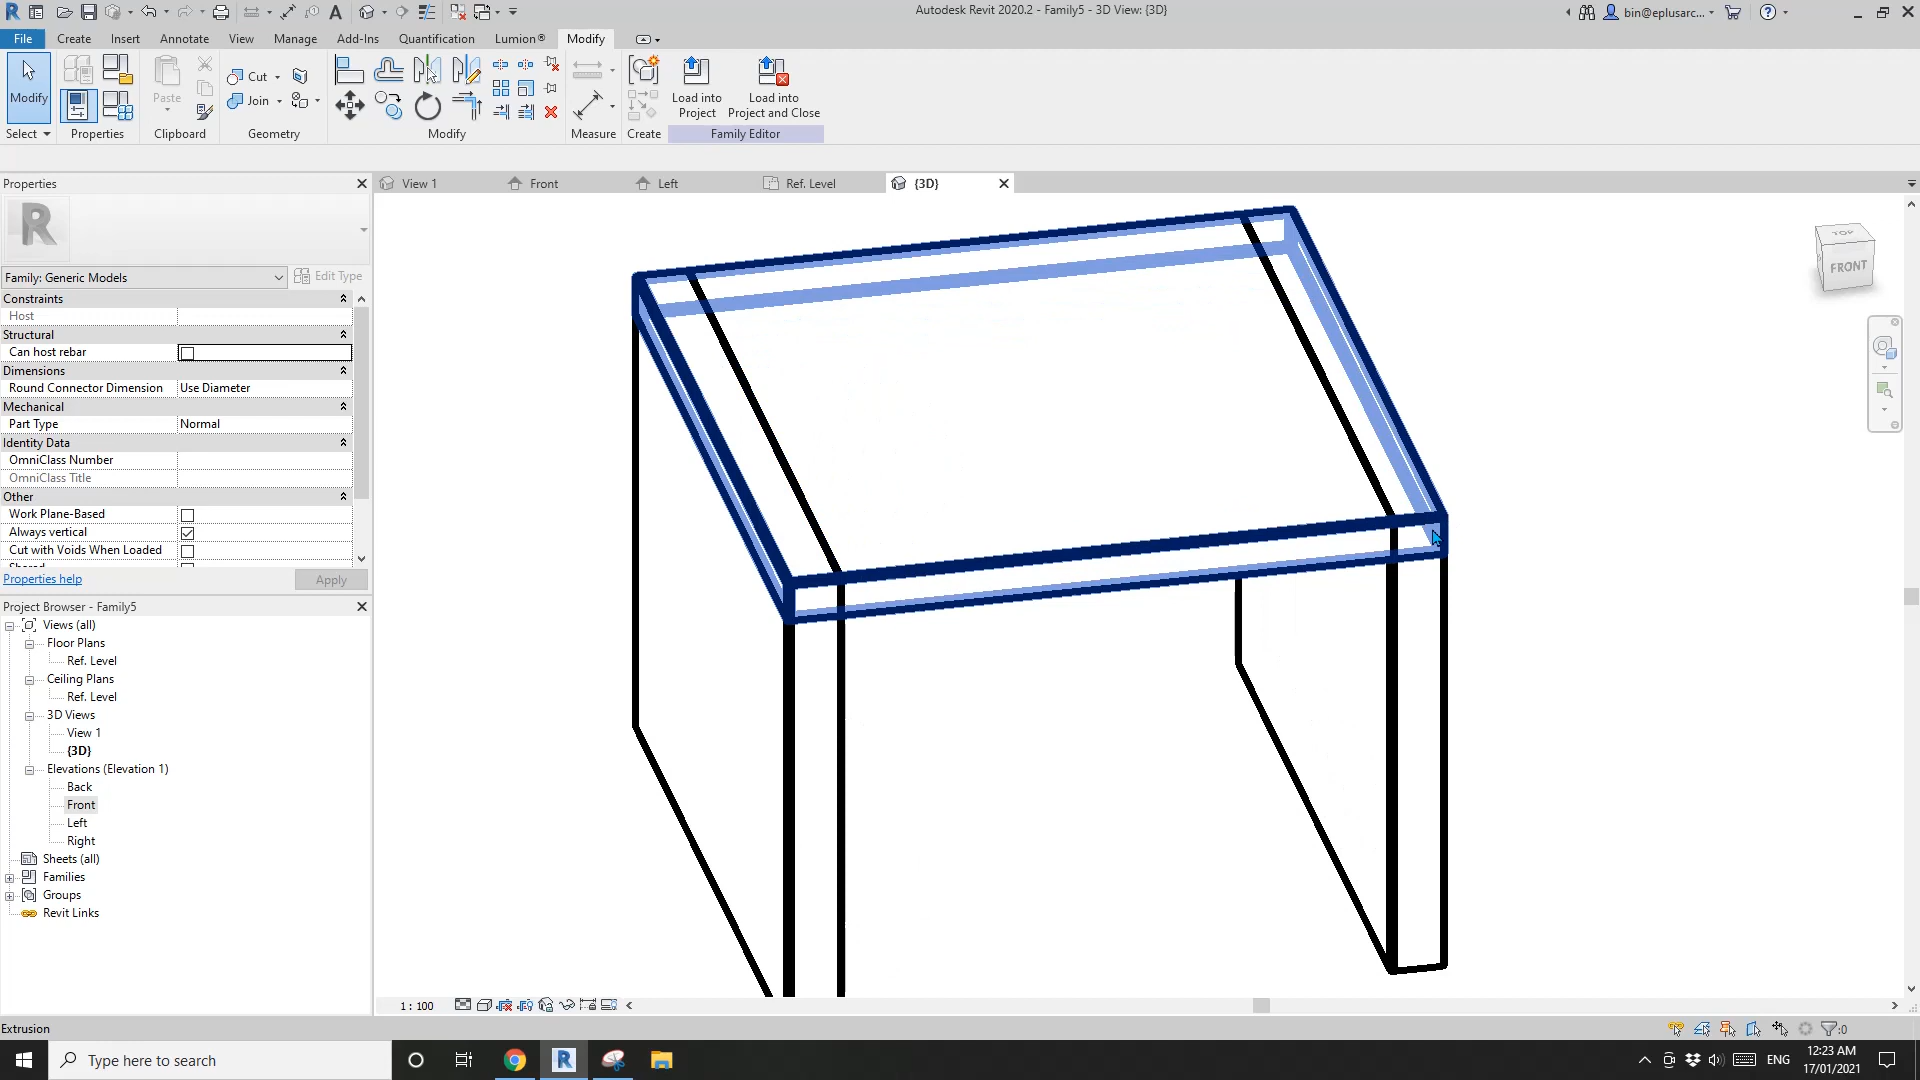 Autodesk Revit 2020.2 - Family5 - 3D View: {3D}
bin@eplusarc...
File Create Insert Annotate View Manage Add-Ins Quantification Lumion® Modify
Modify
Paste
Cut
Join
Load into
Project
Load into
Project and Close
Select Properties Clipboard Geometry Modify Measure Create Family Editor
Properties
View 1 Front Left Ref. Level {3D}
Family: Generic Models Edit Type
Constraints
Host
Structural
Can host rebar
Dimensions
Round Connector Dimension Use Diameter
Mechanical
Part Type Normal
Identity Data
OmniClass Number
OmniClass Title
Other
Work Plane-Based
Always vertical
Cut with Voids When Loaded
Properties help Apply
Project Browser - Family5
Views (all)
Floor Plans
Ref. Level
Ceiling Plans
Ref. Level
3D Views
View 1
{3D}
Elevations (Elevation 1)
Back
Front
Left
Right
Sheets (all)
Families
Groups
Revit Links
TOP
FRONT
1 : 100
Extrusion
:0
Type here to search
ENG
12:23 AM
17/01/2021